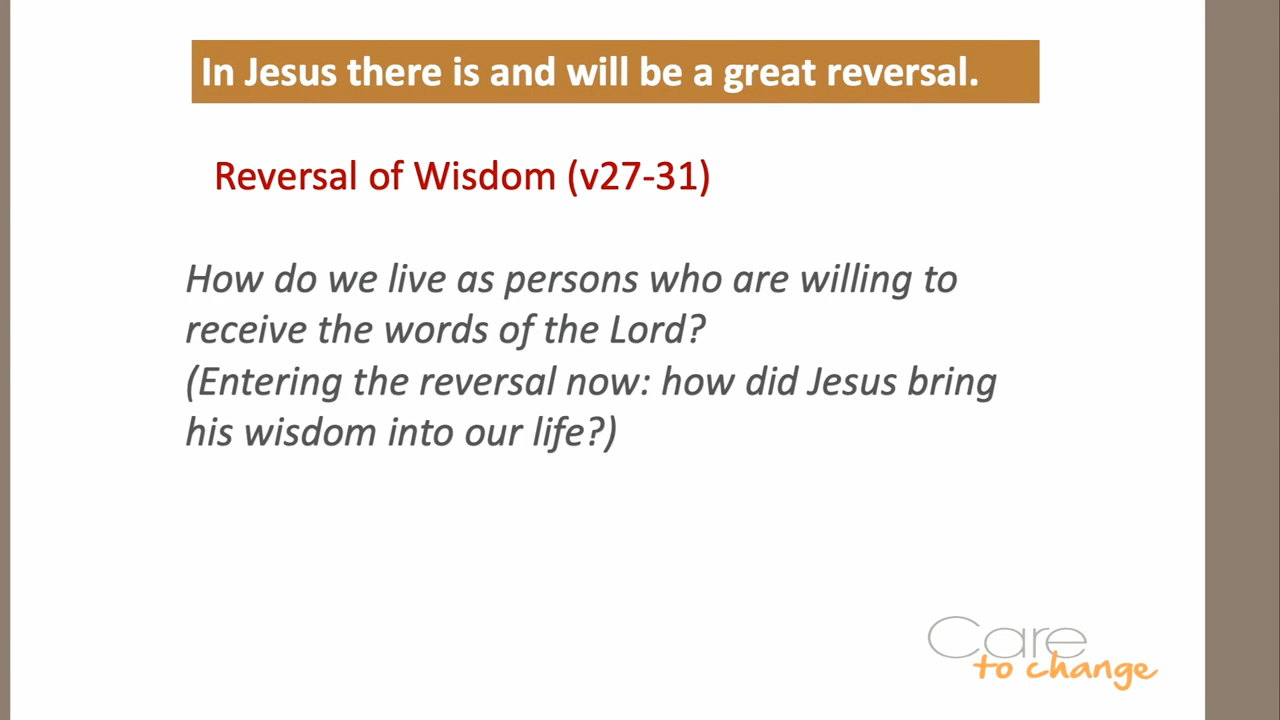 In Jesus there is and will be a great reversal.
Reversal of Wisdom (v27-31)
How do we live as persons who are willing to
receive the words of the Lord?
(Entering the reversal now: how did Jesus bring
his wisdom into our life?)
Care
to change